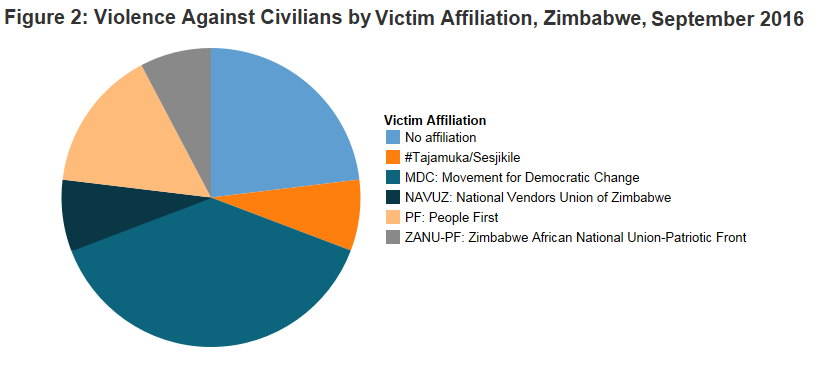 Figure 2: Violence Against Civilians by Victim Affiliation, Zimbabwe, September 2016
Victim Affiliation
No affiliation
#Tajamuka/Sesjikile
MDC: Movement for Democratic Change
NAVUZ: National Vendors Union of Zimbabwe
PF: People First
ZANU-PF: Zimbabwe African National Union-Patriotic Front